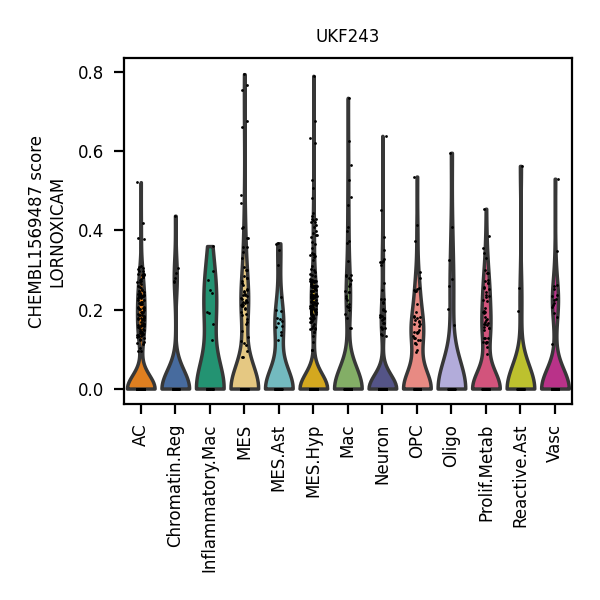 UKF243
CHEMBL1569487 score
LORNOXICAM
0.8
0.6
0.4
0.2
0.0
AC
Chromatin.Reg
Inflammatory.Mac
MES
MES.Ast
MES.Hyp
Mac
Neuron
OPC
Oligo
Prolif.Metab
Reactive.Ast
Vasc